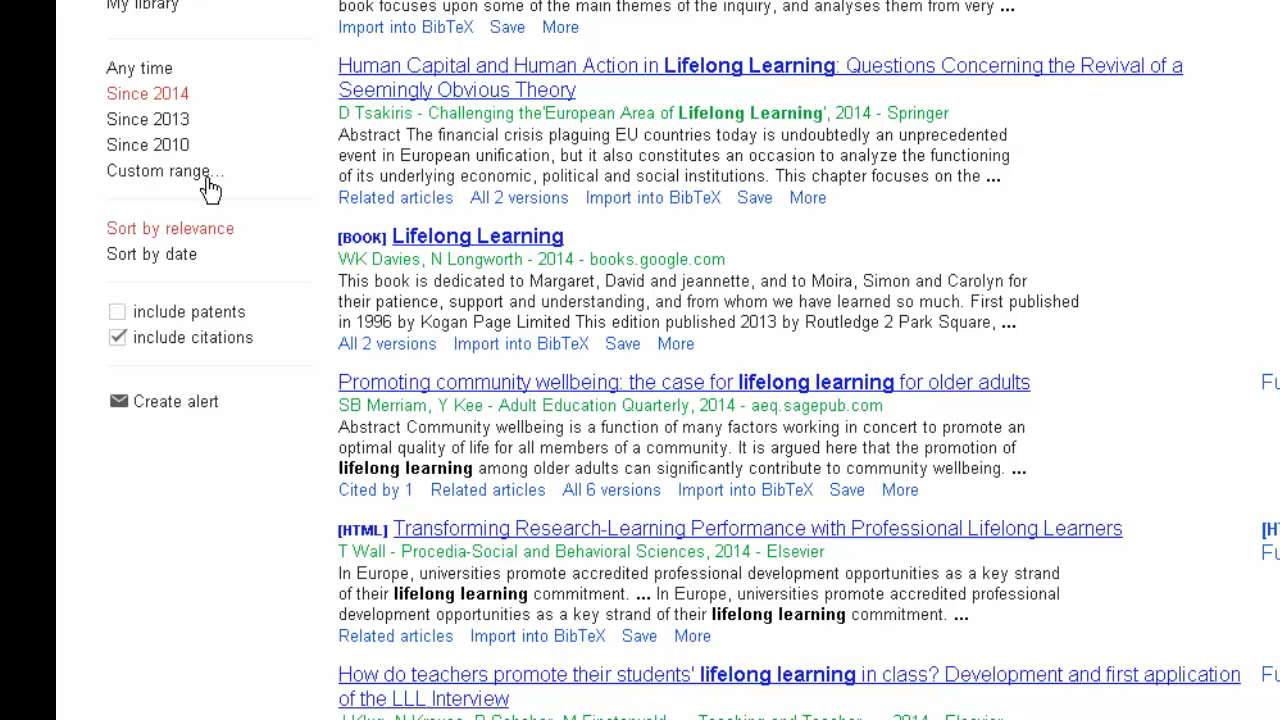 My library
Any time
Since 2014
Since 2013
Since 2010
Custom range...
Sort by relevance
Sort by date
include patents
include citations
Create alert
book focuses upon some of the main themes of the inquiry, and analyses them from very ...
Import into BibTeX Save More
Human Capital and Human Action in Lifelong Learning: Questions Concerning the Revival of a
Seemingly Obvious Theory
D Tsakiris - Challenging the'European Area of Lifelong Learning', 2014 - Springer
Abstract The financial crisis plaguing EU countries today is undoubtedly an unprecedented
event in European unification, but it also constitutes an occasion to analyze the functioning
of its underlying economic, political and social institutions. This chapter focuses on the ...
Related articles All 2 versions Import into BibTeX Save More
[BOOK] Lifelong Learning
WK Davies, N Longworth - 2014 - books.google.com
This book is dedicated to Margaret, David and jeannette, and to Moira, Simon and Carolyn for
their patience, support and understanding, and from whom we have learned so much. First published
in 1996 by Kogan Page Limited This edition published 2013 by Routledge 2 Park Square, ...
All 2 versions Import into BibTeX Save More
Promoting community wellbeing: the case for lifelong learning for older adults
SB Merriam, Y Kee - Adult Education Quarterly, 2014 - aeq.sagepub.com
Abstract Community wellbeing is a function of many factors working in concert to promote an
optimal quality of life for all members of a community. It is argued here that the promotion of
lifelong learning among older adults can significantly contribute to community wellbeing. ...
Cited by 1 Related articles All 6 versions Import into BibTeX Save More
[HTML] Transforming Research-Learning Performance with Professional Lifelong Learners
T Wall - Procedia-Social and Behavioral Sciences, 2014 - Elsevier
In Europe, universities promote accredited professional development opportunities as a key strand
of their lifelong learning commitment. ... In Europe, universities promote accredited professional
development opportunities as a key strand of their lifelong learning commitment. ...
Related articles Import into BibTeX Save More
How do teachers promote their students' lifelong learning in class? Development and first application
of the LLL Interview